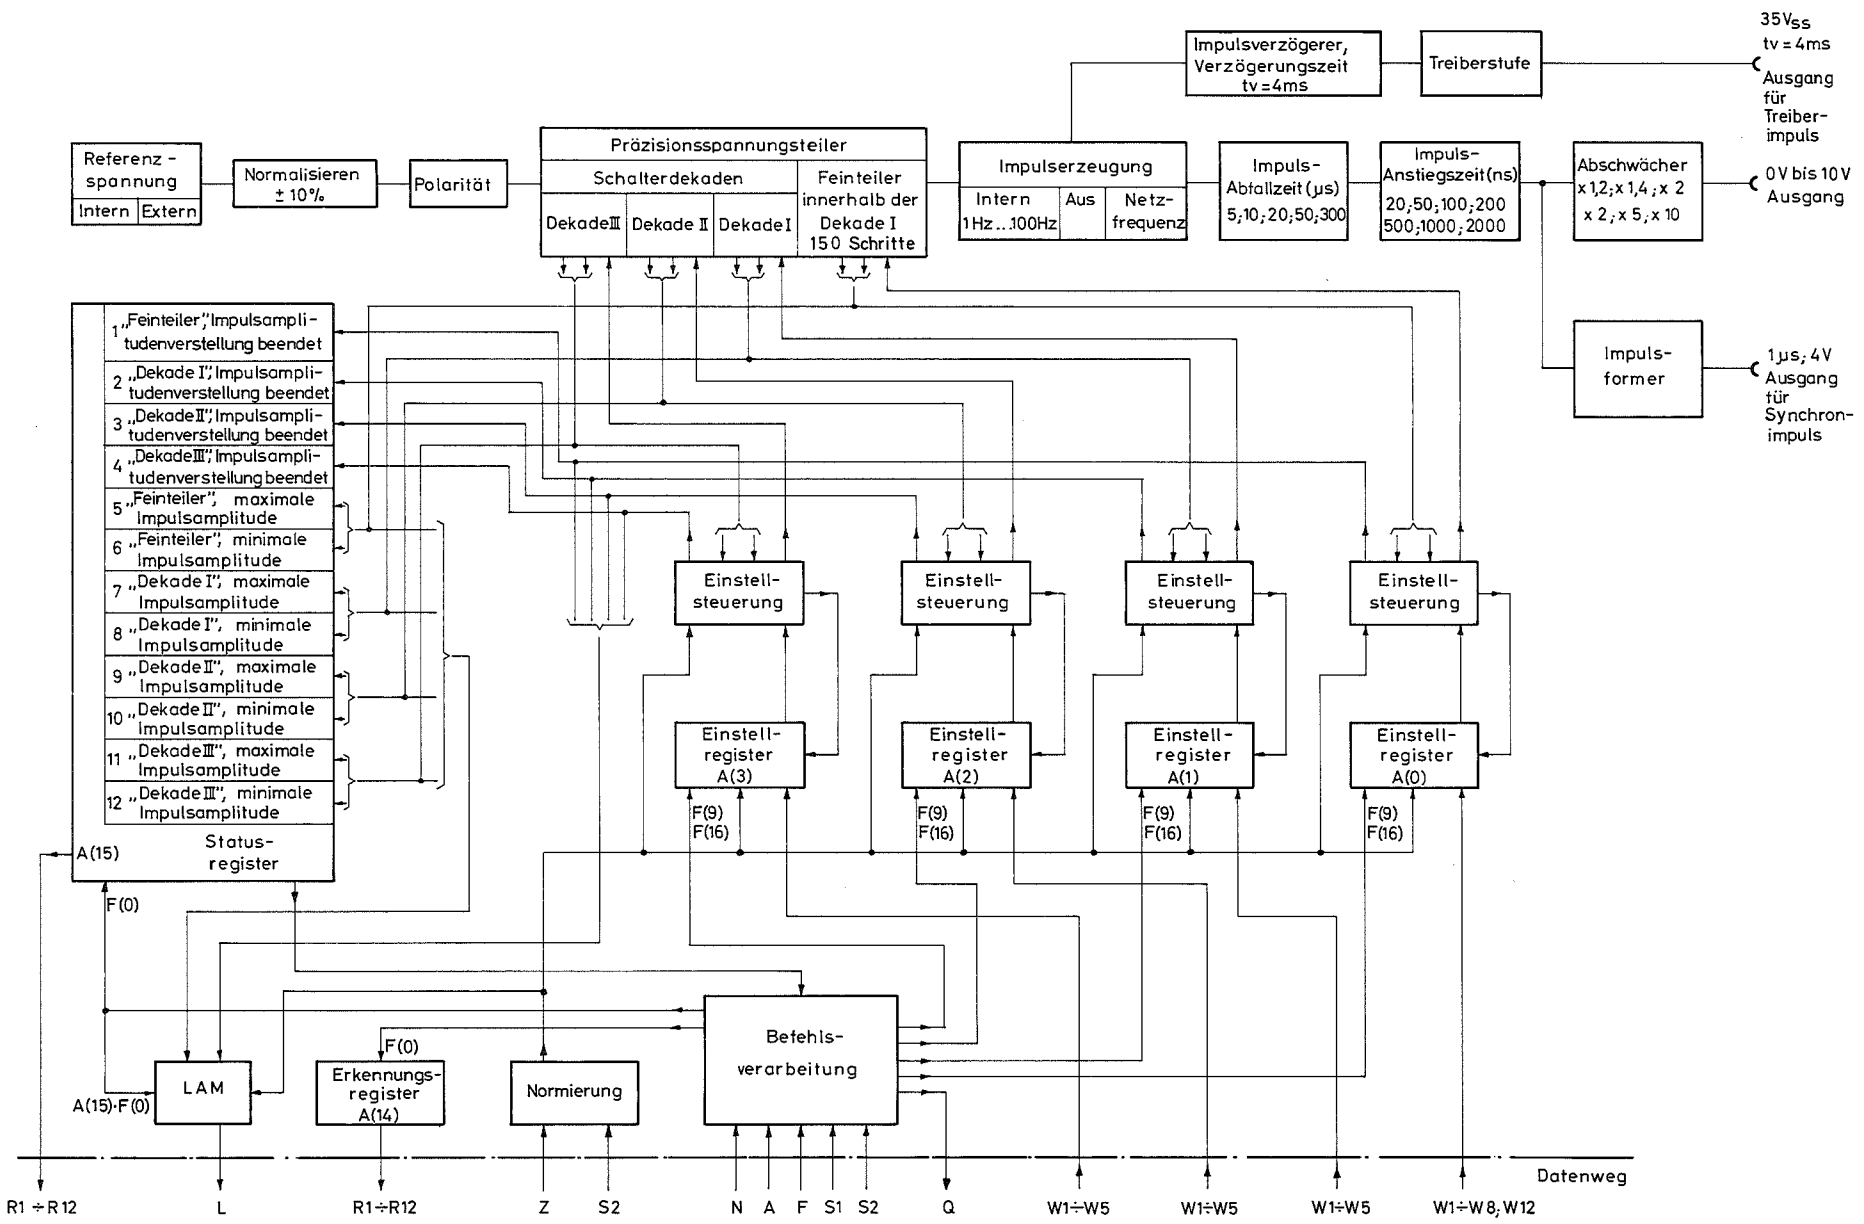 35V SS
tv = 4ms
Ausgang
für
Treiber-
impuls
Impulsverzögerer,
Verzögerungszeit
tv = 4ms
Treiberstufe
Referenz-
spannung
Intern
Extern
Normalisieren
± 10%
Polarität
Präzisionsspannungsteiler
Schalterdekaden
Dekade III
Dekade II
Dekade I
Feinteiler
innerhalb der
Dekade I
150 Schritte
Impulserzeugung
Intern
1Hz...100Hz
Aus
Netz-
frequenz
Impuls-
Abfallzeit (µs)
5;10;20;50;300
Impuls-
Anstiegszeit (ns)
20;50;100;200
500;1000;2000
Abschwächer
x 1,2; x 1,4; x 2
x 2; x 5; x 10
0V bis 10V
Ausgang
Impuls-
former
1µs; 4V
Ausgang
für
Synchron-
impuls
1 „Feinteiler“, Impulsampli-
tudenverstellung beendet
2 „Dekade I“, Impulsampli-
tudenverstellung beendet
3 „Dekade II“, Impulsampli-
tudenverstellung beendet
4 „Dekade III“, Impulsampli-
tudenverstellung beendet
5 „Feinteiler“, maximale
Impulsamplitude
6 „Feinteiler“, minimale
Impulsamplitude
7 „Dekade I“, maximale
Impulsamplitude
8 „Dekade I“, minimale
Impulsamplitude
9 „Dekade II“, maximale
Impulsamplitude
10 „Dekade II“, minimale
Impulsamplitude
11 „Dekade III“, maximale
Impulsamplitude
12 „Dekade III“, minimale
Impulsamplitude
Status-
register
A(15)
F(0)
Einstell-
steuerung
Einstell-
steuerung
Einstell-
steuerung
Einstell-
steuerung
Einstell-
register
A(3)
Einstell-
register
A(2)
Einstell-
register
A(1)
Einstell-
register
A(0)
F(9)
F(16)
F(9)
F(16)
F(9)
F(16)
F(9)
F(16)
A(15)·F(0)
LAM
F(0)
Erkennungs-
register
A(14)
Normierung
Befehls-
verarbeitung
Datenweg
R1÷R12
L
R1÷R12
Z
S2
N
A
F
S1
S2
Q
W1÷W5
W1÷W5
W1÷W5
W1÷W8; W12